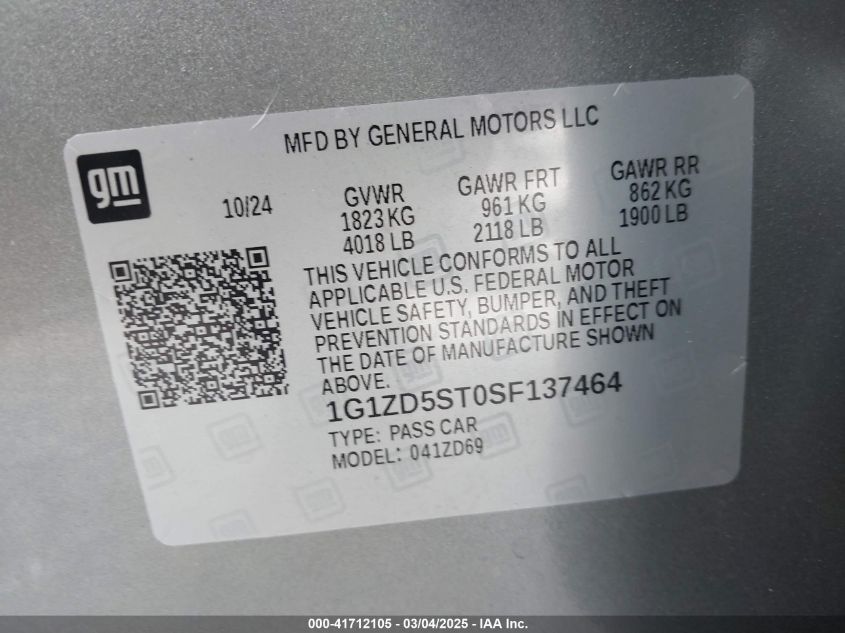 MFD BY GENERAL MOTORS LLC
gm
10/24
GVWR
1823 KG
4018 LB
GAWR FRT
961 KG
2118 LB
GAWR RR
862 KG
1900 LB
THIS VEHICLE CONFORMS TO ALL
APPLICABLE U.S. FEDERAL MOTOR
VEHICLE SAFETY, BUMPER, AND THEFT
PREVENTION STANDARDS IN EFFECT ON
THE DATE OF MANUFACTURE SHOWN
ABOVE.
1G1ZD5ST0SF137464
TYPE: PASS CAR
MODEL: 041ZD69
000-41712105 - 03/04/2025 - IAA Inc.